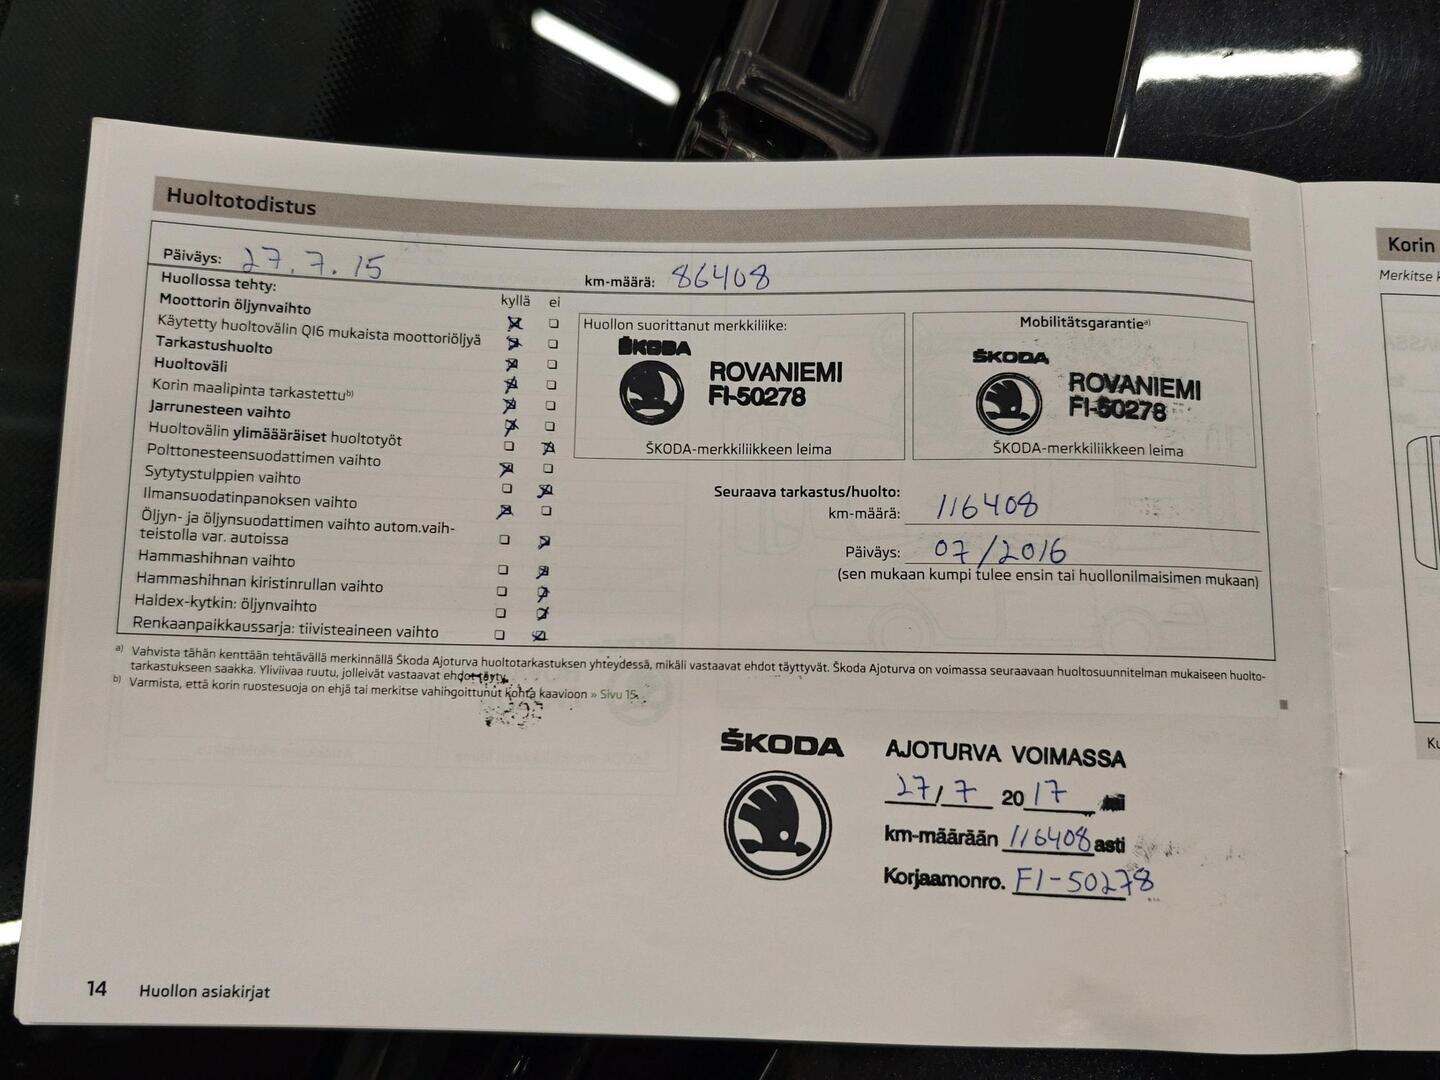 Huoltotodistus
Päiväys: 27.7.15
km-määrä: 86408
Huollossa tehty:
kyllä ei
Moottorin öljynvaihto
Käytetty huoltovälin QI6 mukaista moottoriöljyä
Tarkastushuolto
Huoltoväli
Korin maalipinta tarkastettu b)
Jarrunesteen vaihto
Huoltovälin ylimääräiset huoltotyöt
Polttonesteensuodattimen vaihto
Sytytystulppien vaihto
Ilmansuodatinpanoksen vaihto
Öljyn- ja öljynsuodattimen vaihto autom.vaih-
teistolla var. autoissa
Hammashihnan vaihto
Hammashihnan kiristinrullan vaihto
Haldex-kytkin: öljynvaihto
Renkaanpaikkaussarja: tiivisteaineen vaihto
Huollon suorittanut merkkiliike:
ŠKODA
ROVANIEMI
FI-50278
ŠKODA-merkkiliikkeen leima
Mobilitätsgarantie a)
ŠKODA
ROVANIEMI
FI-50278
ŠKODA-merkkiliikkeen leima
Seuraava tarkastus/huolto:
km-määrä: 116408
Päiväys: 07/2016
(sen mukaan kumpi tulee ensin tai huollonilmaisimen mukaan)
a) Vahvista tähän kenttään tehtävällä merkinnällä Škoda Ajoturva huoltotarkastuksen yhteydessä, mikäli vastaavat ehdot täyttyvät. Škoda Ajoturva on voimassa seuraavaan huoltosuunnitelman mukaiseen huolto-
tarkastukseen saakka. Yliviivaa ruutu, jolleivät vastaavat ehdot täyty.
b) Varmista, että korin ruostesuoja on ehjä tai merkitse vahingoittunut kohta kaavioon » Sivu 15.
ŠKODA
AJOTURVA VOIMASSA
27/7 2017 tai
km-määrään 116408 asti
Korjaamonro. FI-50278
14 Huollon asiakirjat
Korin
Merkitse